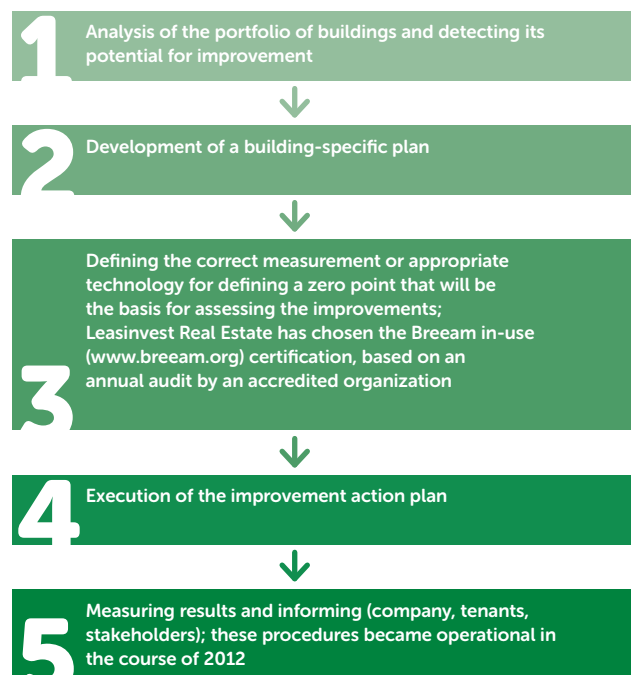 1
Analysis of the portfolio of buildings and detecting its
potential for improvement
2
Development of a building-specific plan
3
Defining the correct measurement or appropriate
technology for defining a zero point that will be
the basis for assessing the improvements;
Leasinvest Real Estate has chosen the Breeam in-use
(www.breeam.org) certification, based on an
annual audit by an accredited organization
4
Execution of the improvement action plan
5
Measuring results and informing (company, tenants,
stakeholders); these procedures became operational in
the course of 2012